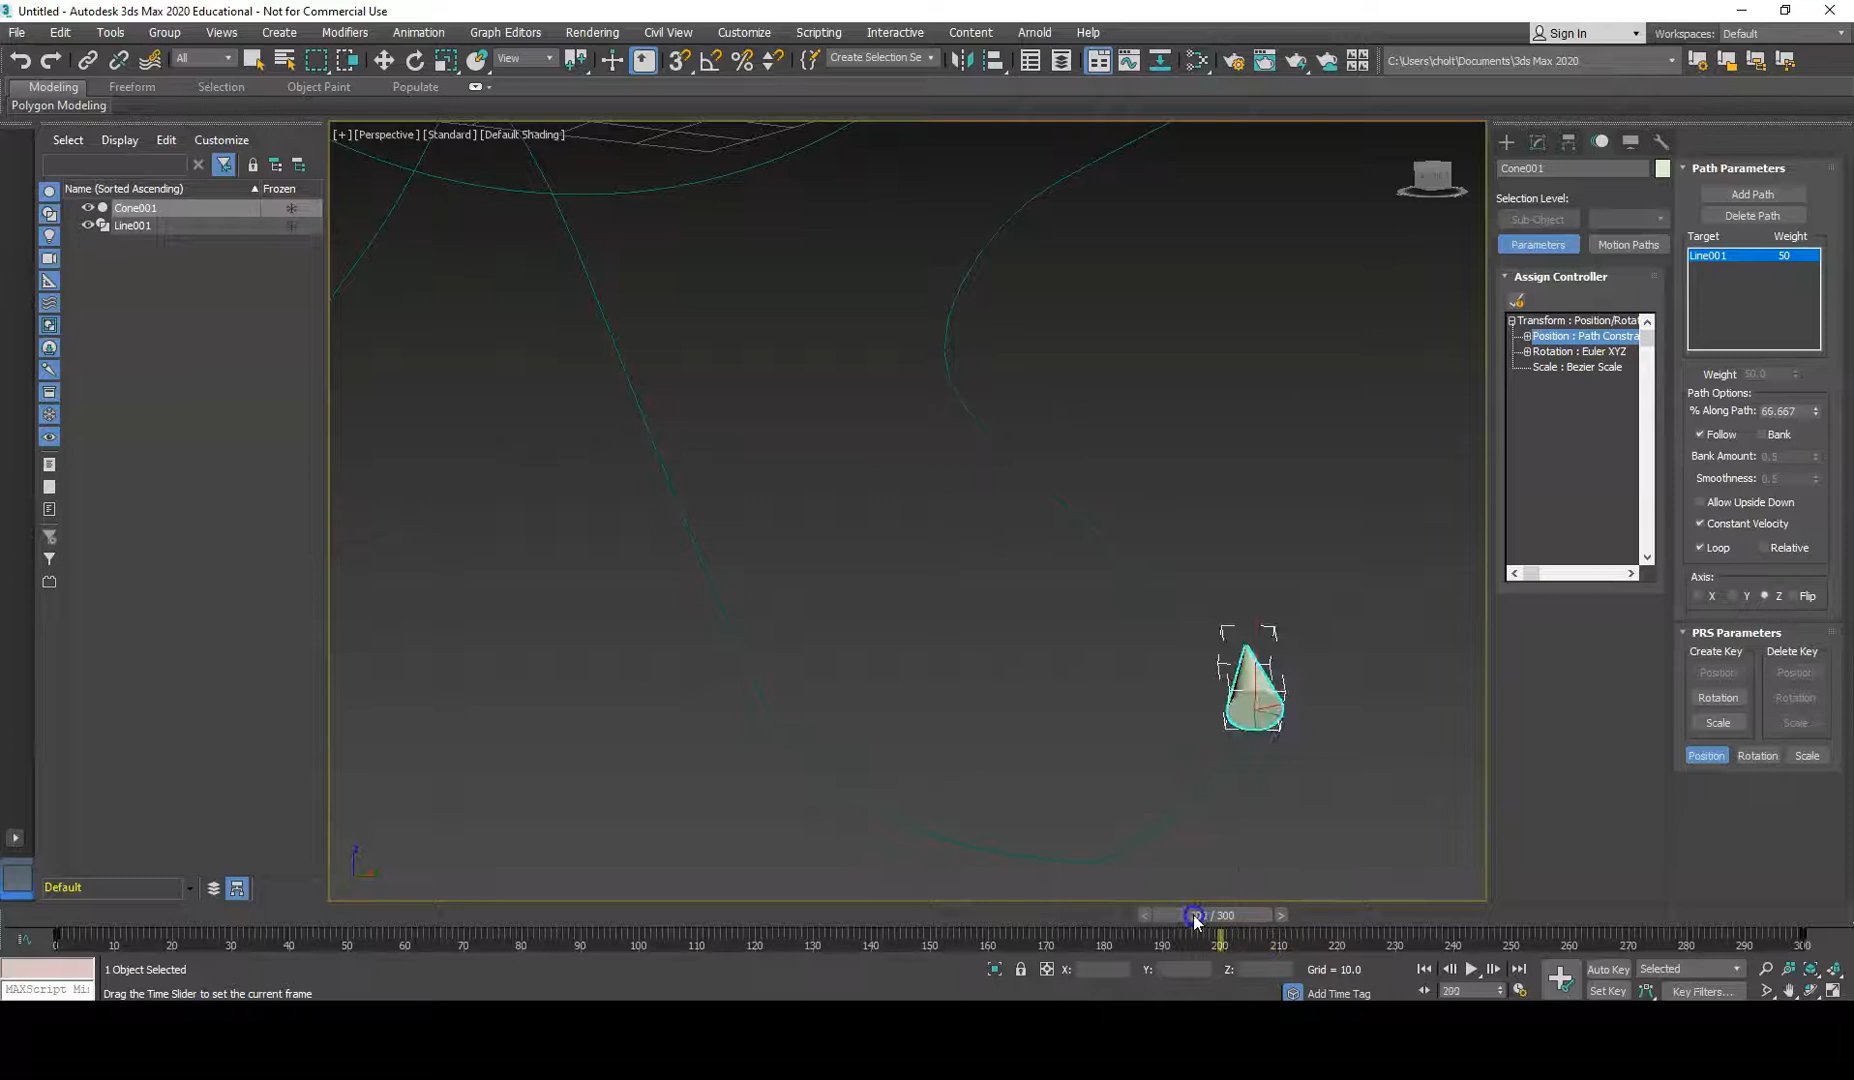 Untitled - Autodesk 3ds Max 2020 Educational - Not for Commercial Use
File Edit Tools Group Views Create Modifiers Animation Graph Editors Rendering Civil View Customize Scripting Interactive Content Arnold Help
Sign In
Workspaces: Default
All
View
Create Selection Se
C:\Users\cholt\Documents\3ds Max 2020
Modeling Freeform Selection Object Paint Populate
Polygon Modeling
Select Display Edit Customize
Name (Sorted Ascending) Frozen
Cone001
Line001
[+] [Perspective] [Standard] [Default Shading]
Cone001
Selection Level:
Sub-Object
Parameters Motion Paths
Assign Controller
Transform : Position/Rotat
Position : Path Constra
Rotation : Euler XYZ
Scale : Bezier Scale
Path Parameters
Add Path
Delete Path
Target Weight
Line001 50
Weight 50.0
Path Options:
% Along Path: 66.667
Follow Bank
Bank Amount: 0.5
Smoothness: 0.5
Allow Upside Down
Constant Velocity
Loop Relative
Axis:
X Y Z Flip
PRS Parameters
Create Key Delete Key
Position Position
Rotation Rotation
Scale Scale
Position Rotation Scale
z
Default
/ 300
0 10 20 30 40 50 60 70 80 90 100 110 120 130 140 150 160 170 180 190 200 210 220 230 240 250 260 270 280 290 300
1 Object Selected
X: Y: Z: Grid = 10.0
Auto Key Selected
MAXScript Mi
Drag the Time Slider to set the current frame
Add Time Tag
Set Key Key Filters...